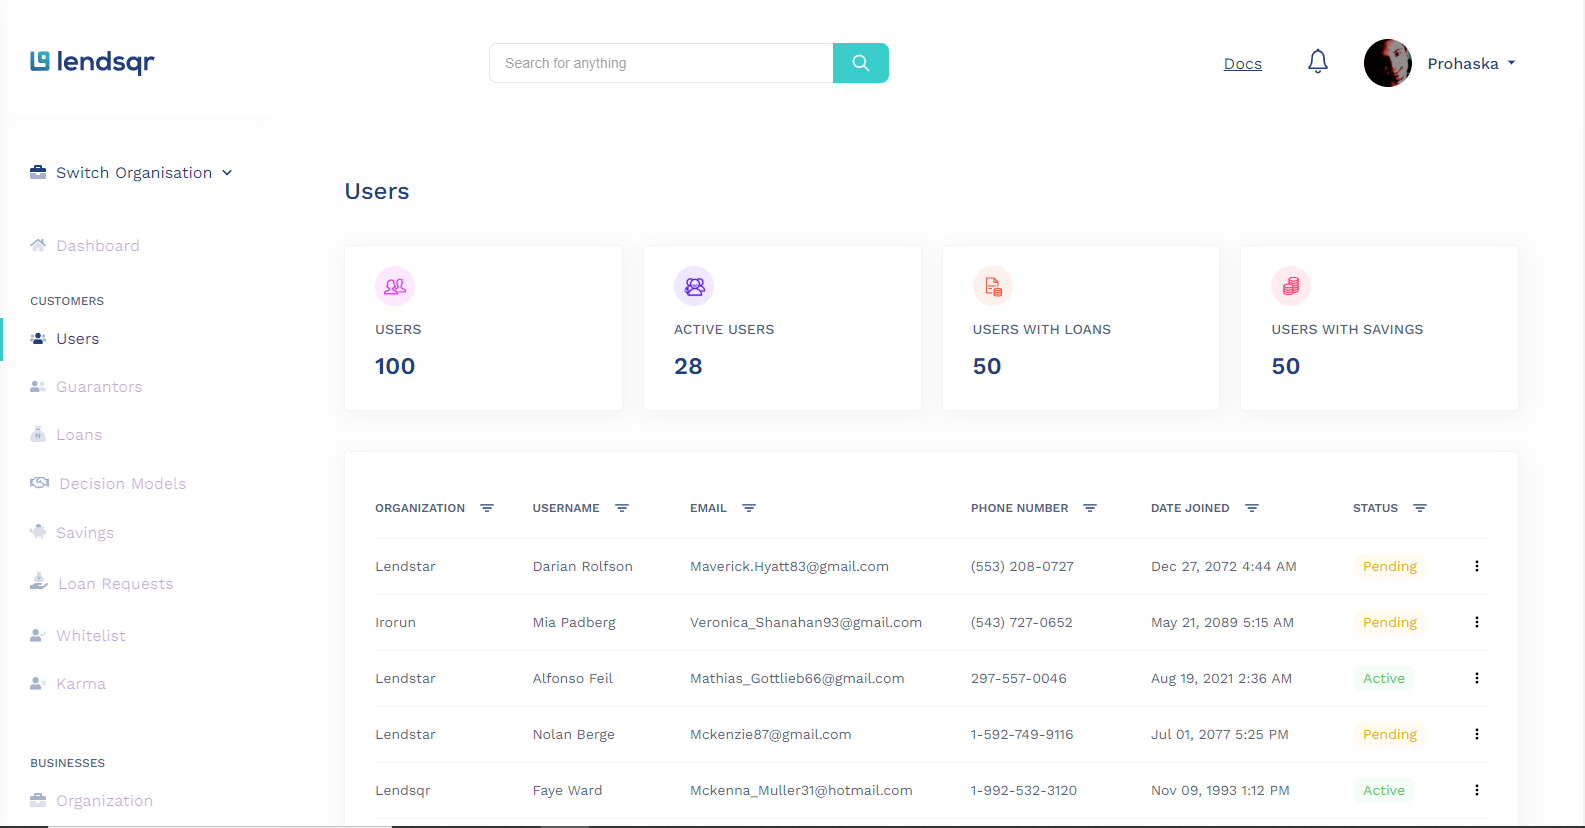 lendsqr
Search for anything
Docs
Prohaska
Switch Organisation
Dashboard
CUSTOMERS
Users
Guarantors
Loans
Decision Models
Savings
Loan Requests
Whitelist
Karma
BUSINESSES
Organization
Users
USERS
100
ACTIVE USERS
28
USERS WITH LOANS
50
USERS WITH SAVINGS
50
ORGANIZATION USERNAME EMAIL PHONE NUMBER DATE JOINED STATUS
Lendstar Darian Rolfson Maverick.Hyatt83@gmail.com (553) 208-0727 Dec 27, 2072 4:44 AM Pending
Irorun Mia Padberg Veronica_Shanahan93@gmail.com (543) 727-0652 May 21, 2089 5:15 AM Pending
Lendstar Alfonso Feil Mathias_Gottlieb66@gmail.com 297-557-0046 Aug 19, 2021 2:36 AM Active
Lendstar Nolan Berge Mckenzie87@gmail.com 1-592-749-9116 Jul 01, 2077 5:25 PM Pending
Lendsqr Faye Ward Mckenna_Muller31@hotmail.com 1-992-532-3120 Nov 09, 1993 1:12 PM Active